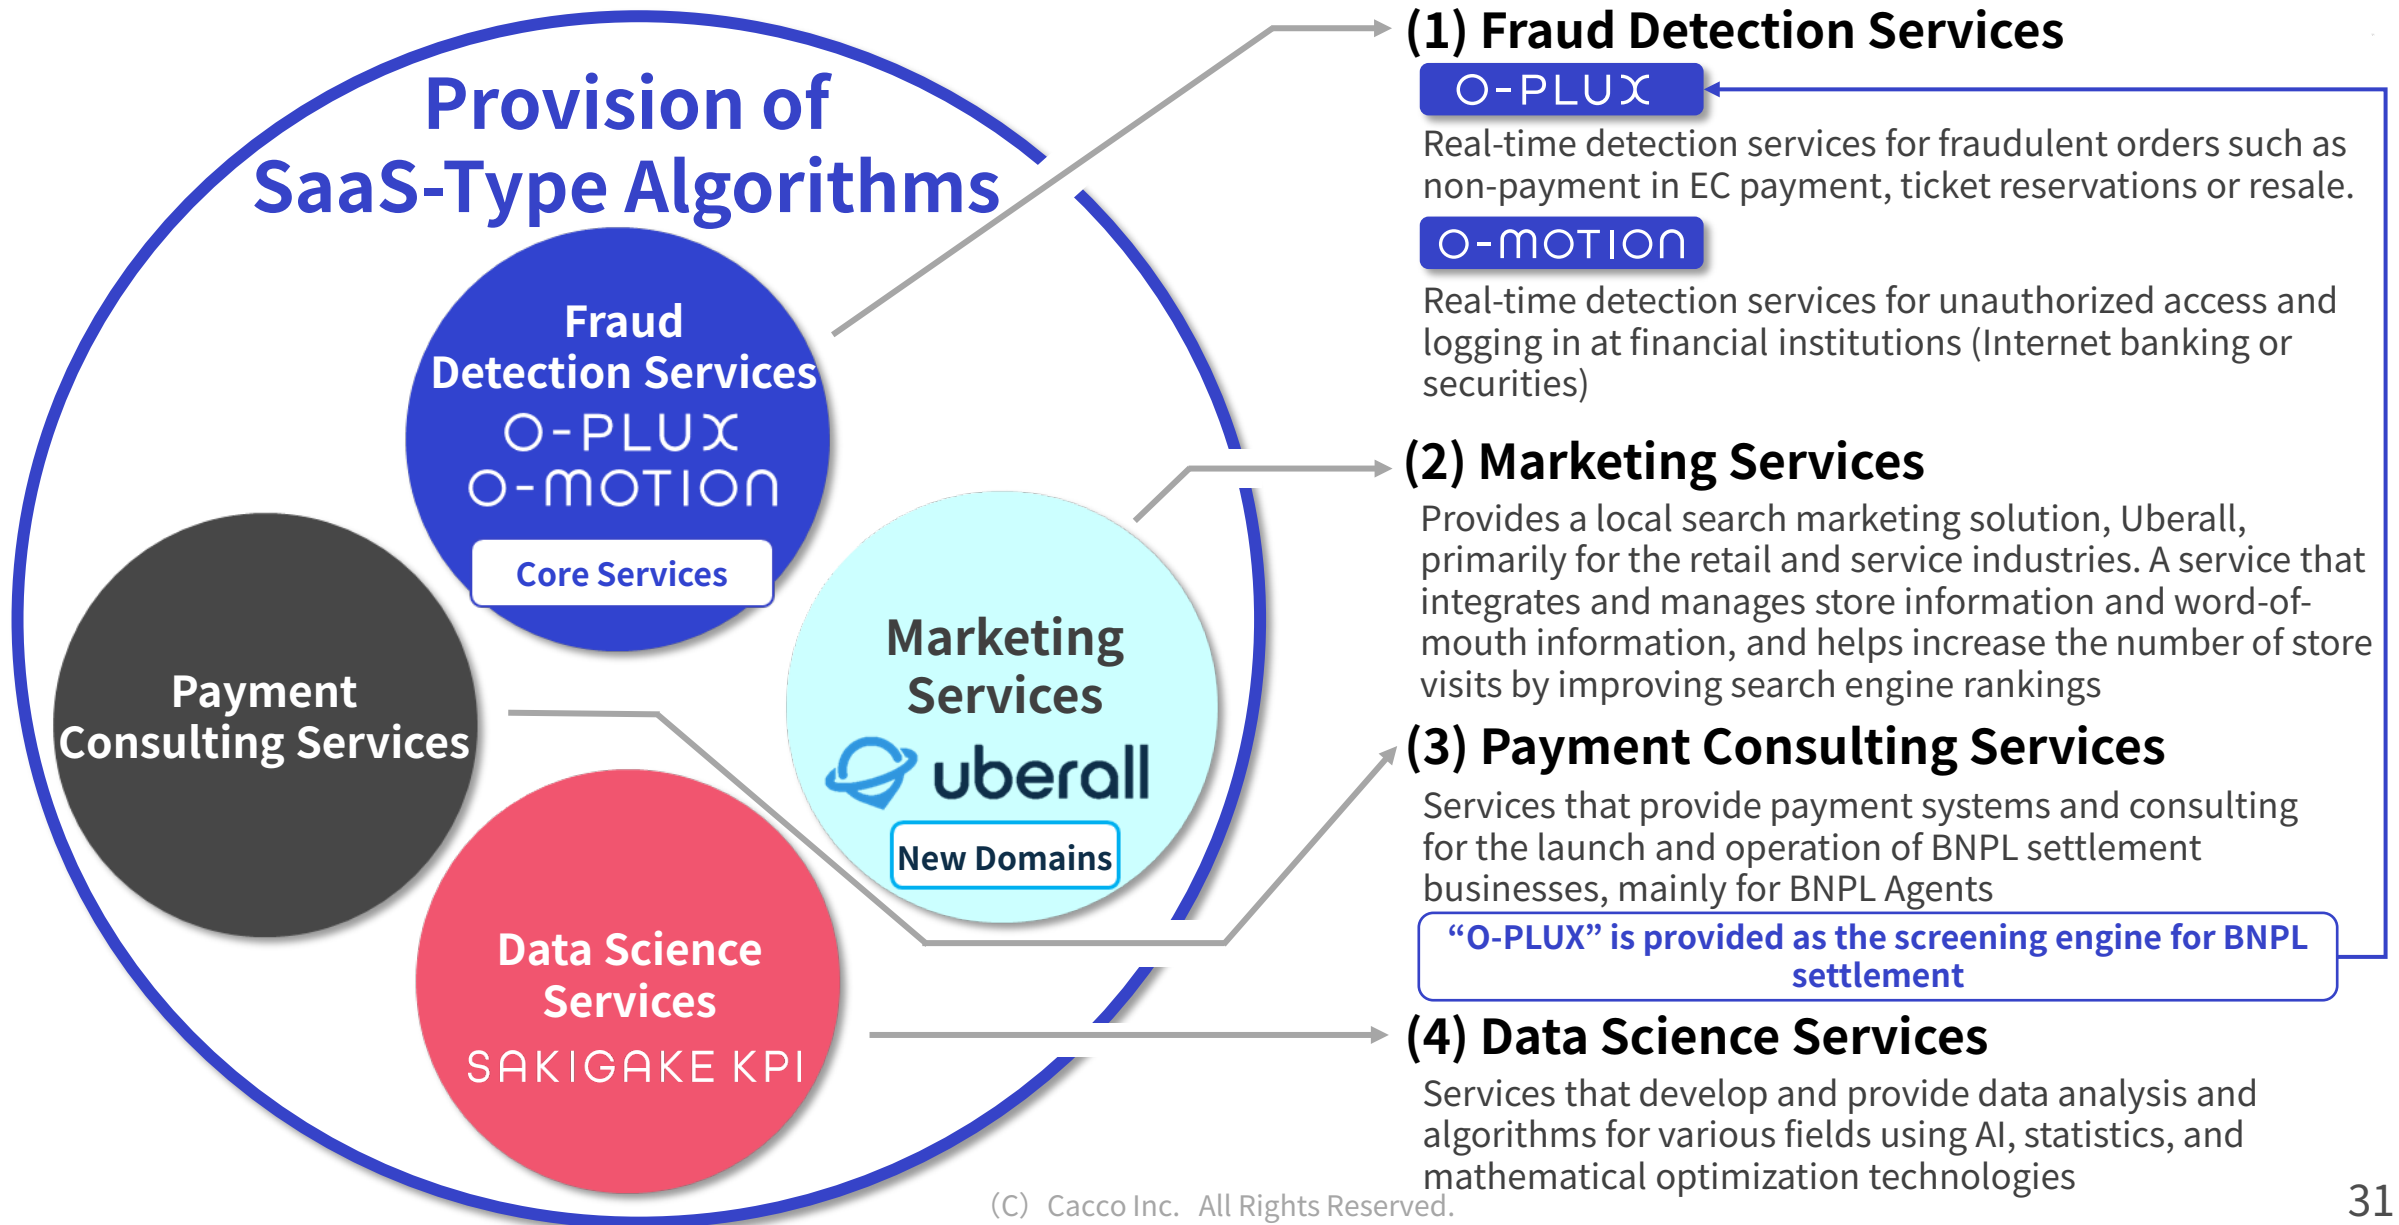 Provision of
SaaS-Type Algorithms
Fraud
Detection Services
O-PLUX
O-MOTION
Core Services
Payment
Consulting Services
Marketing
Services
uberall
New Domains
Data Science
Services
SAKIGAKE KPI
(1) Fraud Detection Services
O-PLUX
Real-time detection services for fraudulent orders such as
non-payment in EC payment, ticket reservations or resale.
O-MOTION
Real-time detection services for unauthorized access and
logging in at financial institutions (Internet banking or
securities)
(2) Marketing Services
Provides a local search marketing solution, Uberall,
primarily for the retail and service industries. A service that
integrates and manages store information and word-of-
mouth information, and helps increase the number of store
visits by improving search engine rankings
(3) Payment Consulting Services
Services that provide payment systems and consulting
for the launch and operation of BNPL settlement
businesses, mainly for BNPL Agents
“O-PLUX” is provided as the screening engine for BNPL
settlement
(4) Data Science Services
Services that develop and provide data analysis and
algorithms for various fields using AI, statistics, and
mathematical optimization technologies
（C） Cacco Inc. All Rights Reserved.
31